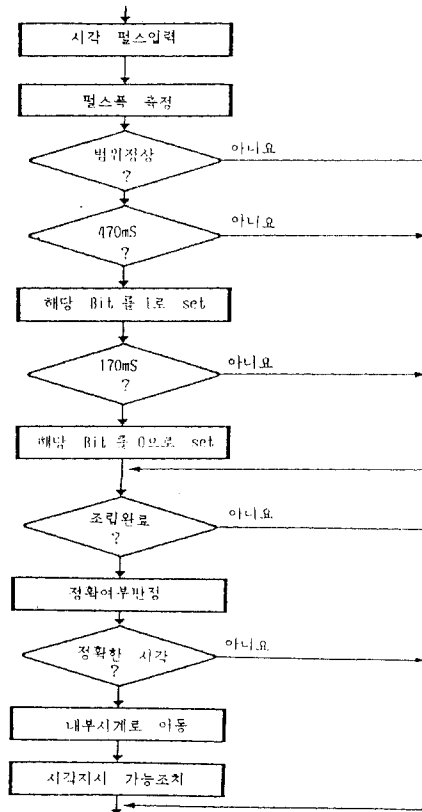 시각 펄스입력
펄스폭 측정
범위정상
?
아니요
470mS
?
아니요
해당 Bit 를 1로 set
170mS
?
아니요
해당 Bit 를 0으로 set
조립완료
?
아니요
정확여부판정
정확한 시각
?
아니요
내부시계로 이동
시각지시 가능조치